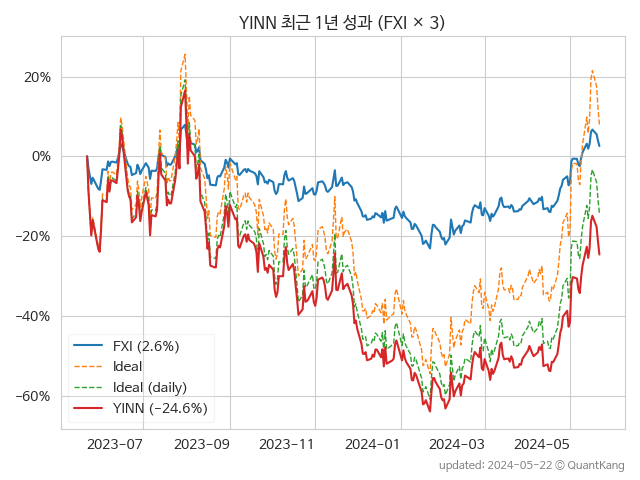 YINN 최근 1년 성과 (FXI × 3)
20%
0%
−20%
−40%
−60%
FXI (2.6%)
Ideal
Ideal (daily)
YINN (−24.6%)
2023−07
2023−09
2023−11
2024−01
2024−03
2024−05
updated: 2024−05−22 © QuantKang